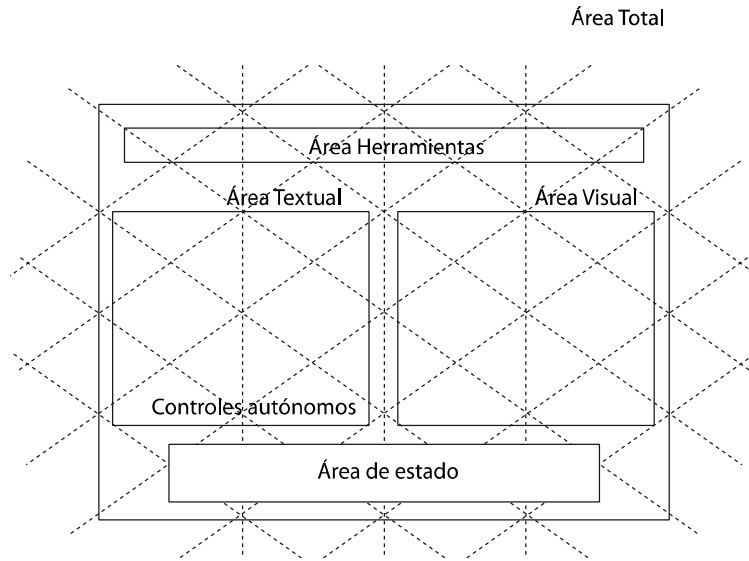 Área Total
Área Herramientas
Área Textual
Área Visual
Controles autónomos
Área de estado